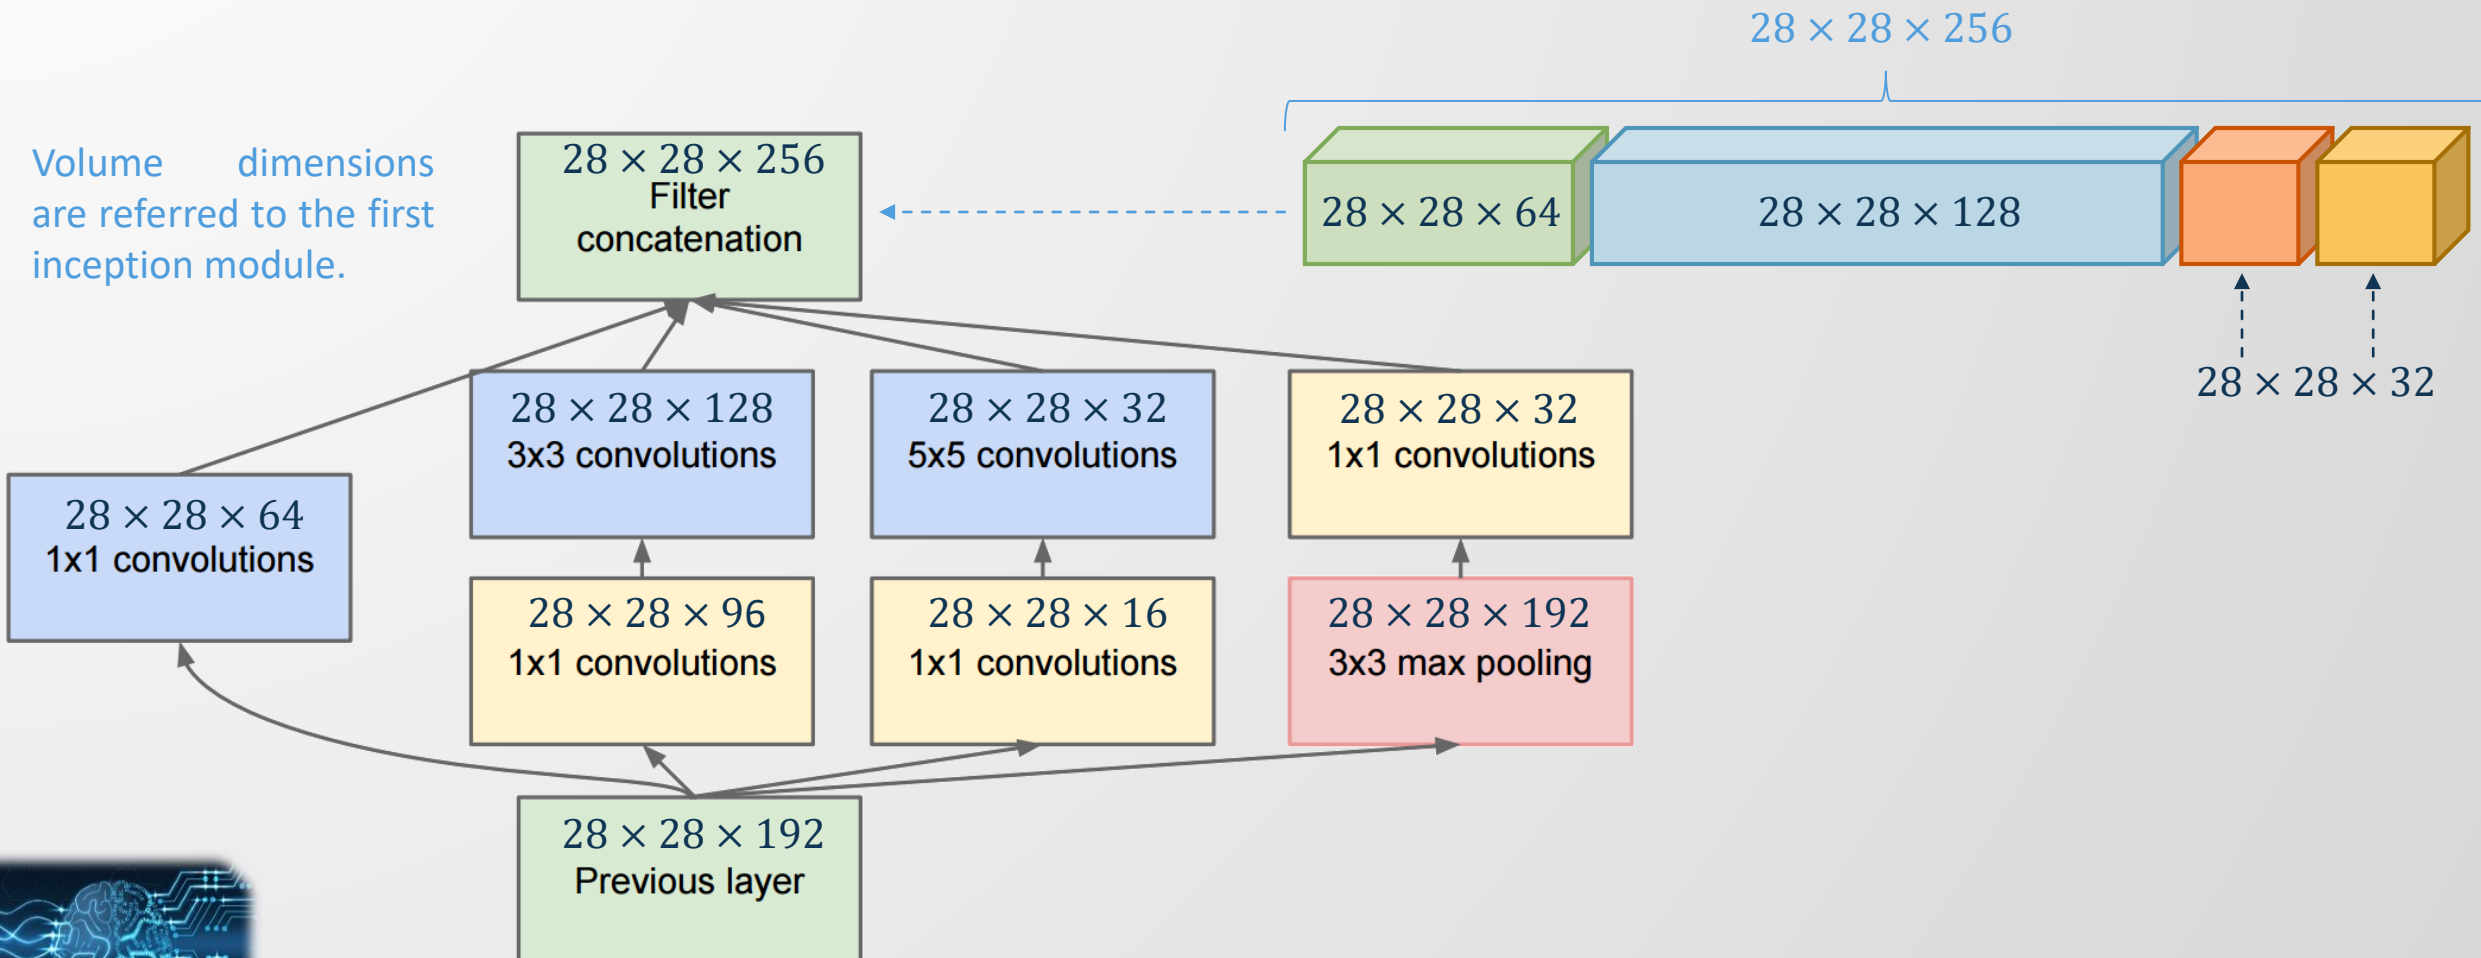 28 × 28 × 256
Volume dimensions
are referred to the first
inception module.
28 × 28 × 256
Filter
concatenation
28 × 28 × 64
28 × 28 × 128
28 × 28 × 32
28 × 28 × 128
3x3 convolutions
28 × 28 × 32
5x5 convolutions
28 × 28 × 32
1x1 convolutions
28 × 28 × 64
1x1 convolutions
28 × 28 × 96
1x1 convolutions
28 × 28 × 16
1x1 convolutions
28 × 28 × 192
3x3 max pooling
28 × 28 × 192
Previous layer